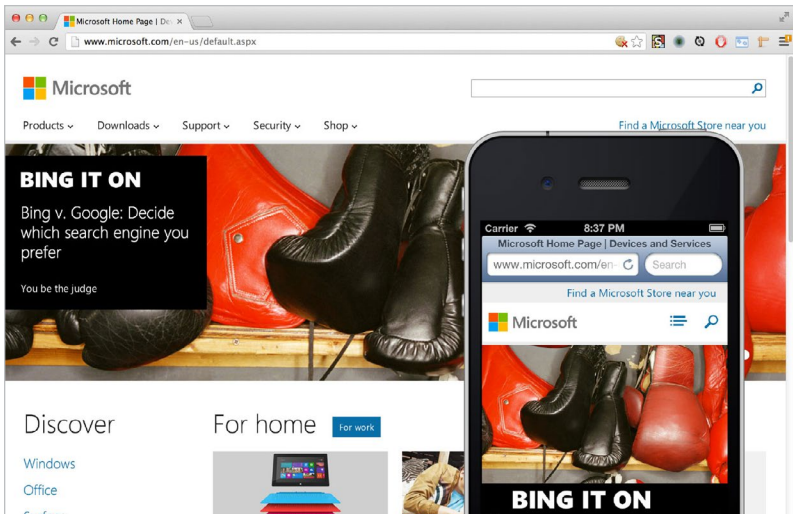 Microsoft Home Page | De
www.microsoft.com/en-us/default.aspx
Microsoft
Products Downloads Support Security Shop
Find a Microsoft Store near you
BING IT ON
Bing v. Google: Decide
which search engine you
prefer
You be the judge
Discover
Windows
Office
For home For work
Carrier 8:37 PM
Microsoft Home Page | Devices and Services
www.microsoft.com/en- Search
Find a Microsoft Store near you
Microsoft
BING IT ON